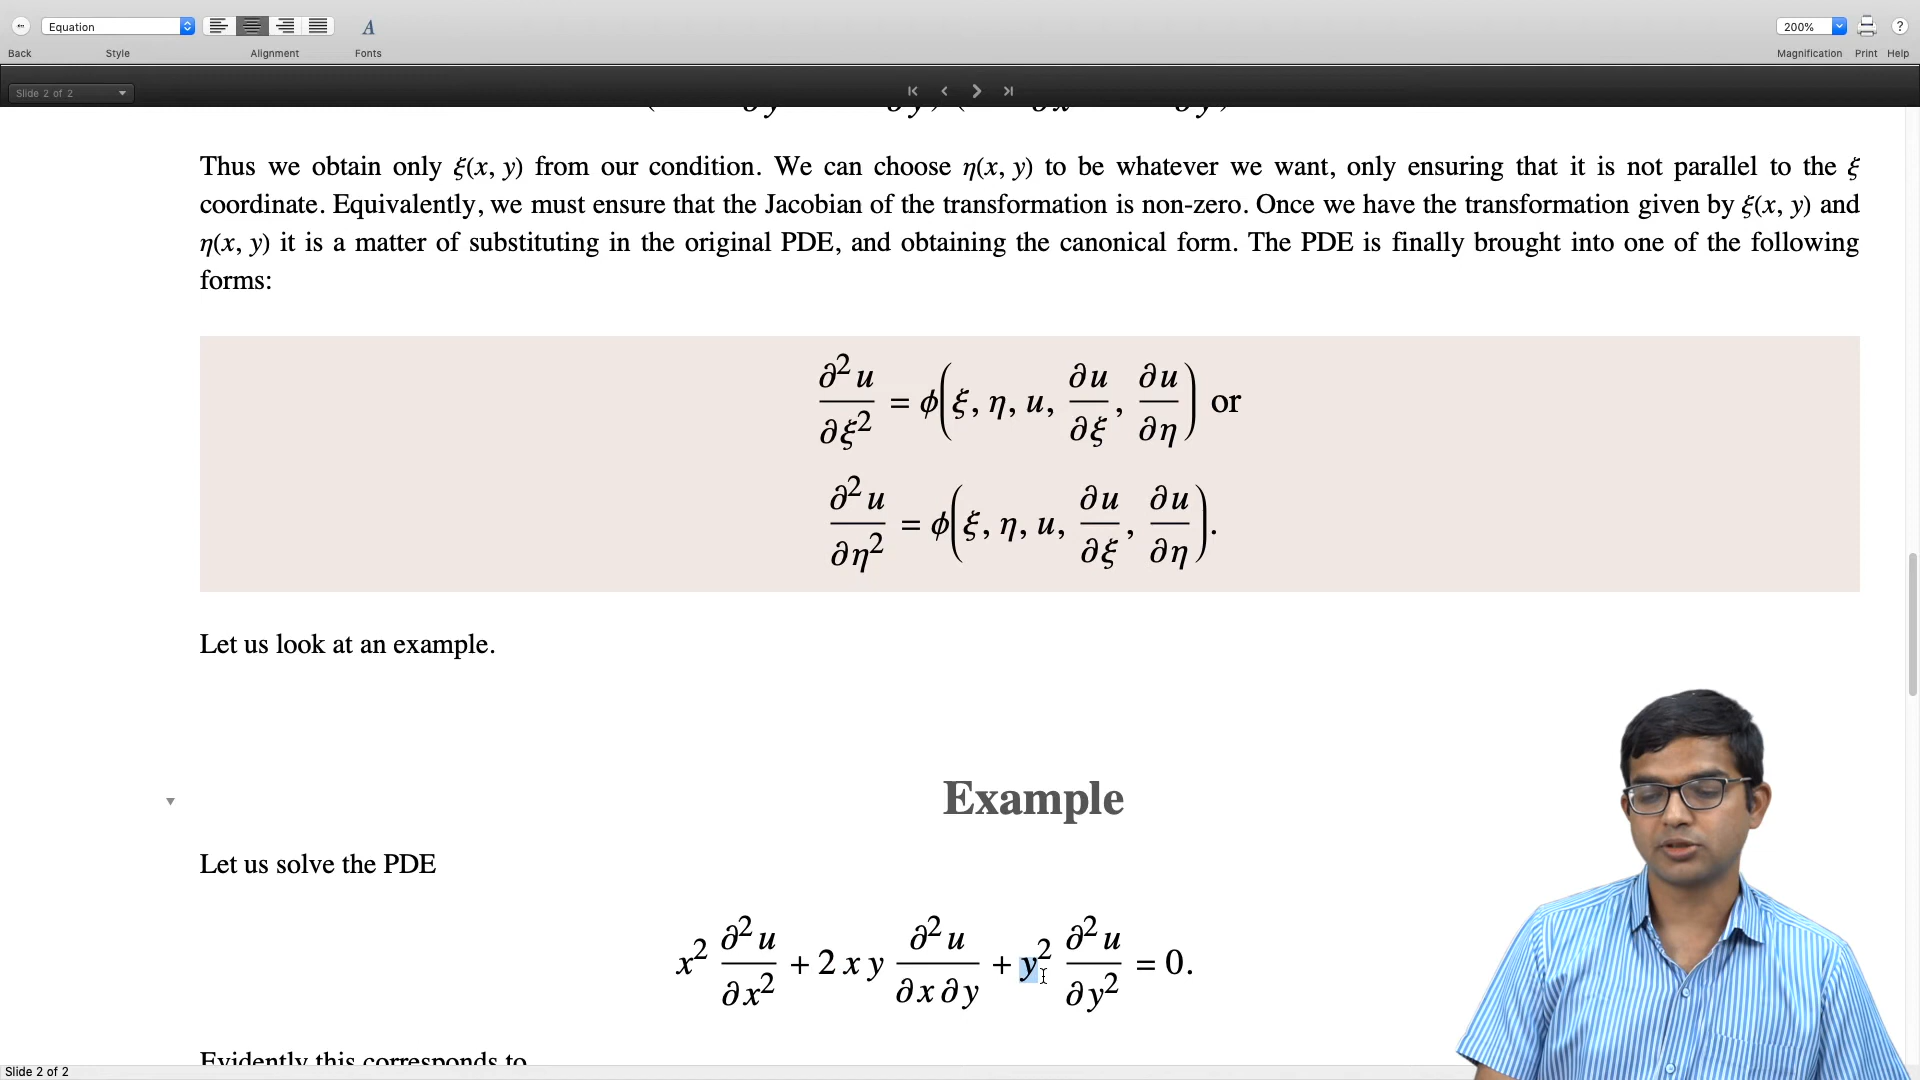 Equation
200%
Back Style Alignment Fonts Magnification Print Help
Slide 2 of 2
Thus we obtain only ξ(x, y) from our condition. We can choose η(x, y) to be whatever we want, only ensuring that it is not parallel to the ξ
coordinate. Equivalently, we must ensure that the Jacobian of the transformation is non-zero. Once we have the transformation given by ξ(x, y) and
η(x, y) it is a matter of substituting in the original PDE, and obtaining the canonical form. The PDE is finally brought into one of the following
forms:
∂²u/∂ξ² = ϕ(ξ, η, u, ∂u/∂ξ, ∂u/∂η) or
∂²u/∂η² = ϕ(ξ, η, u, ∂u/∂ξ, ∂u/∂η).
Let us look at an example.
Example
Let us solve the PDE
x² ∂²u/∂x² + 2 x y ∂²u/∂x ∂y + y² ∂²u/∂y² = 0.
Evidently this corresponds to
Slide 2 of 2